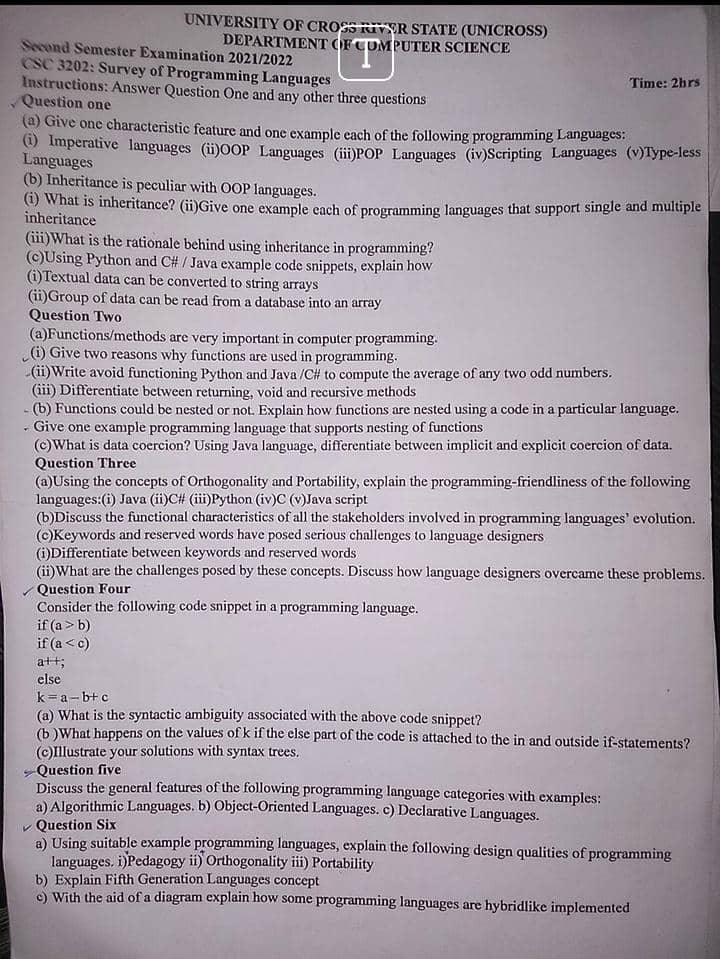 UNIVERSITY OF CROSS RIVER STATE (UNICROSS)
DEPARTMENT OF COMPUTER SCIENCE
T
Second Semester Examination 2021/2022
CSC 3202: Survey of Programming Languages
Time: 2hrs
Instructions: Answer Question One and any other three questions
Question one
(a) Give one characteristic feature and one example each of the following programming Languages:
(i) Imperative languages (ii)OOP Languages (iii)POP Languages (iv)Scripting Languages (v)Type-less
Languages
(b) Inheritance is peculiar with OOP languages.
(i) What is inheritance? (ii)Give one example each of programming languages that support single and multiple
inheritance
(iii)What is the rationale behind using inheritance in programming?
(c)Using Python and C# / Java example code snippets, explain how
(i)Textual data can be converted to string arrays
(ii)Group of data can be read from a database into an array
Question Two
(a)Functions/methods are very important in computer programming.
(i) Give two reasons why functions are used in programming.
(ii)Write avoid functioning Python and Java /C# to compute the average of any two odd numbers.
(iii) Differentiate between returning, void and recursive methods
(b) Functions could be nested or not. Explain how functions are nested using a code in a particular language.
Give one example programming language that supports nesting of functions
(c)What is data coercion? Using Java language, differentiate between implicit and explicit coercion of data.
Question Three
(a)Using the concepts of Orthogonality and Portability, explain the programming-friendliness of the following
languages:(i) Java (ii)C# (iii)Python (iv)C (v)Java script
(b)Discuss the functional characteristics of all the stakeholders involved in programming languages' evolution.
(c)Keywords and reserved words have posed serious challenges to language designers
(i)Differentiate between keywords and reserved words
(ii)What are the challenges posed by these concepts. Discuss how language designers overcame these problems.
Question Four
Consider the following code snippet in a programming language.
if (a > b)
if (a < c)
a++;
else
k = a – b+ c
(a) What is the syntactic ambiguity associated with the above code snippet?
(b )What happens on the values of k if the else part of the code is attached to the in and outside if-statements?
(c)Illustrate your solutions with syntax trees.
Question five
Discuss the general features of the following programming language categories with examples:
a) Algorithmic Languages. b) Object-Oriented Languages. c) Declarative Languages.
Question Six
a) Using suitable example programming languages, explain the following design qualities of programming
languages. i)Pedagogy ii) Orthogonality iii) Portability
b) Explain Fifth Generation Languages concept
c) With the aid of a diagram explain how some programming languages are hybridlike implemented